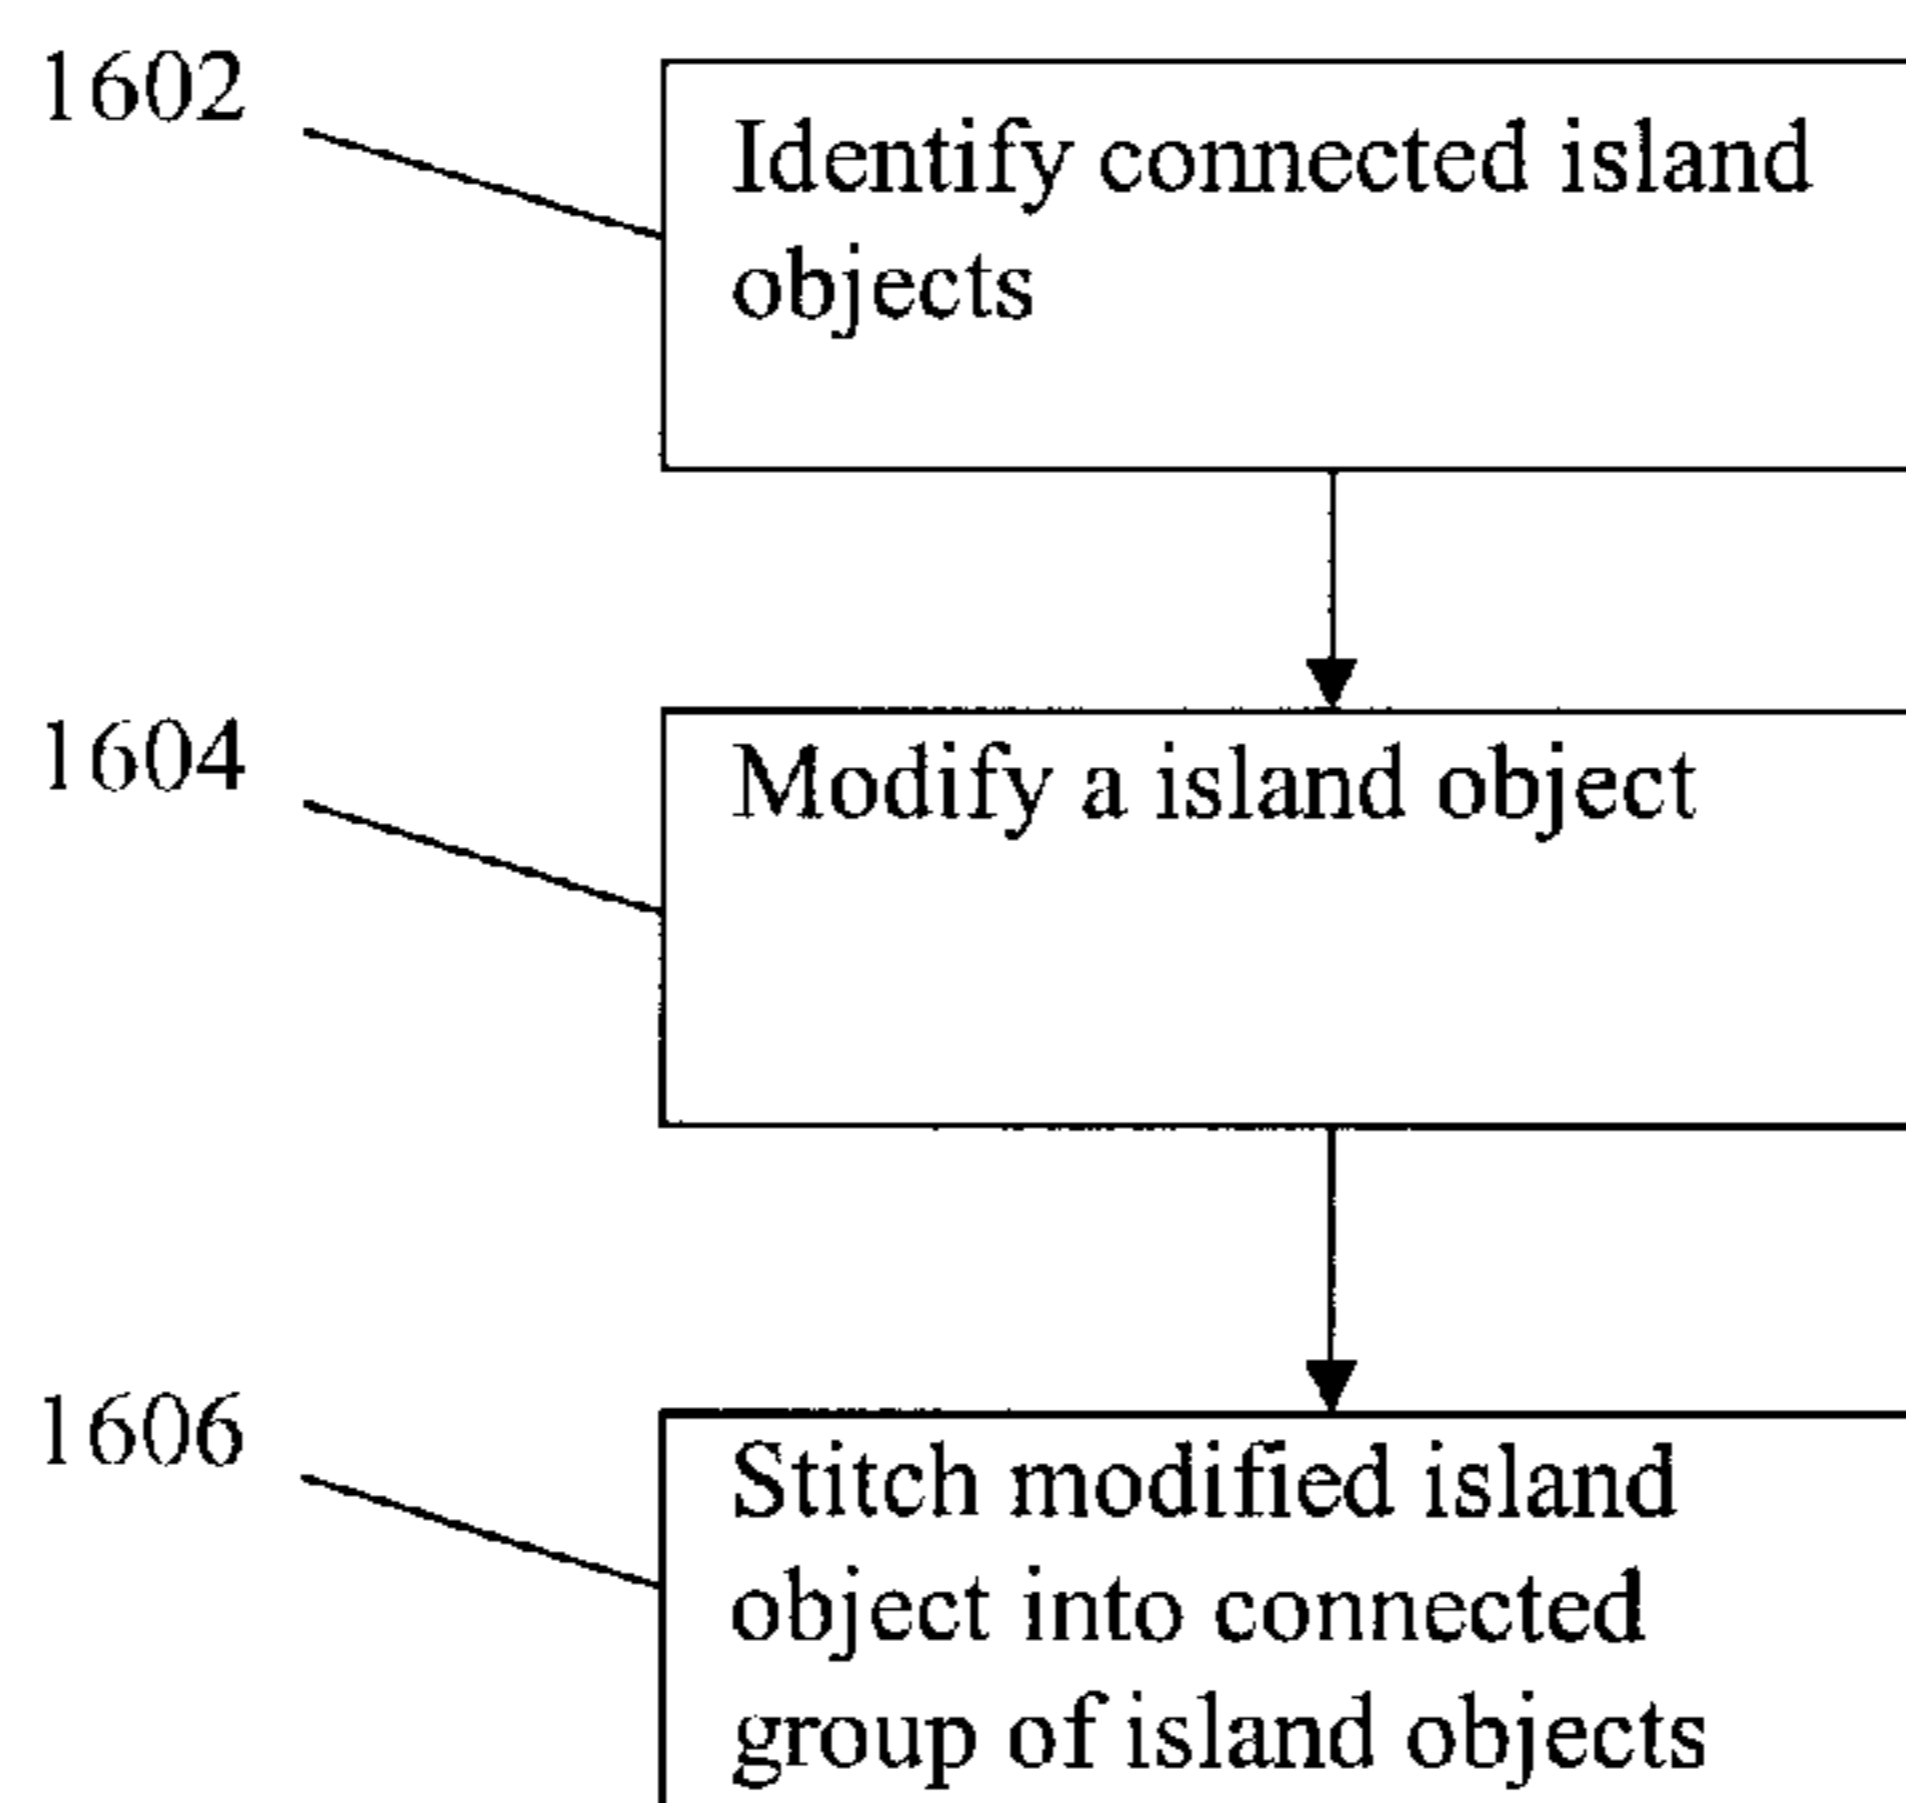 1602
Identify connected island
objects
1604
Modify a island object
1606
Stitch modified island
object into connected
group of island objects